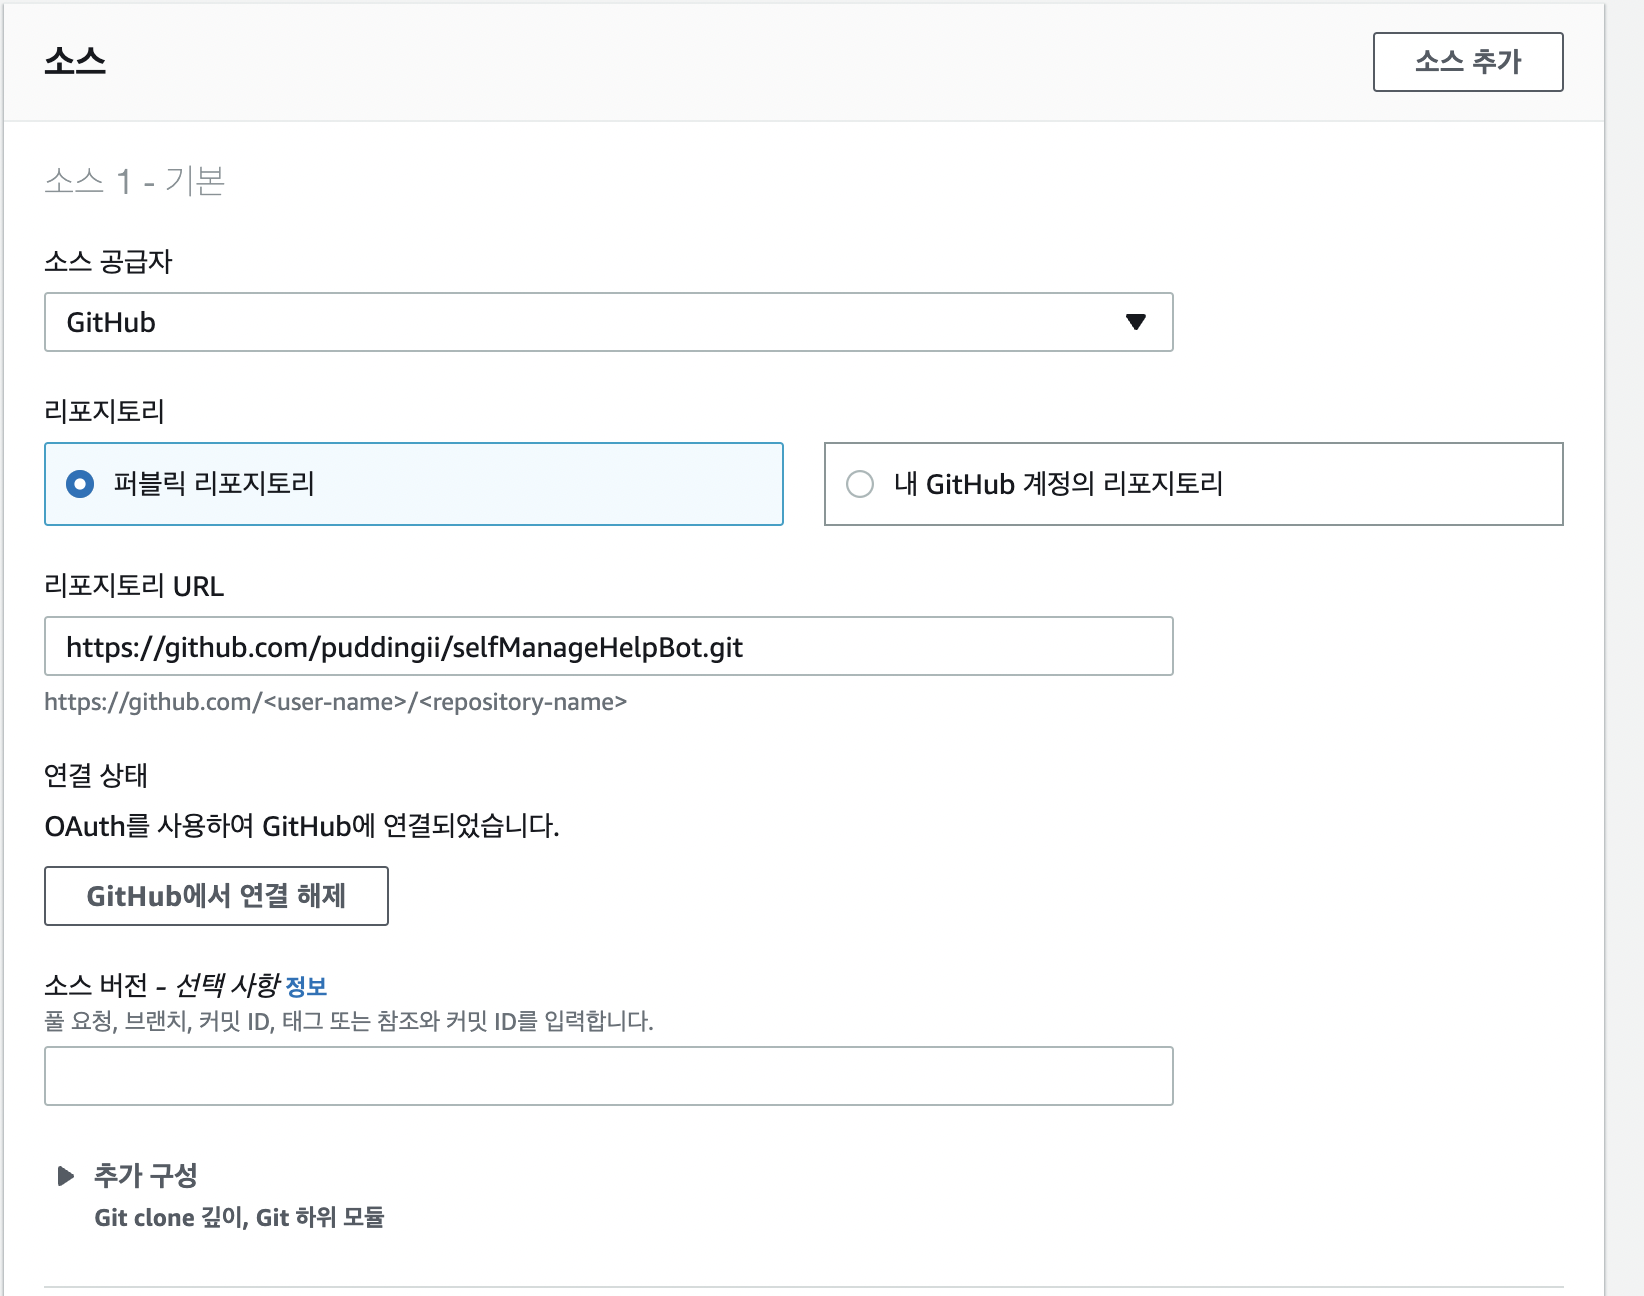 소스
소스 추가
소스 1 - 기본
소스 공급자
GitHub
리포지토리
퍼블릭 리포지토리
내 GitHub 계정의 리포지토리
리포지토리 URL
https://github.com/puddingii/selfManageHelpBot.git
https://github.com/<user-name>/<repository-name>
연결 상태
OAuth를 사용하여 GitHub에 연결되었습니다.
GitHub에서 연결 해제
소스 버전 - 선택 사항 정보
풀 요청, 브랜치, 커밋 ID, 태그 또는 참조와 커밋 ID를 입력합니다.
추가 구성
Git clone 깊이, Git 하위 모듈